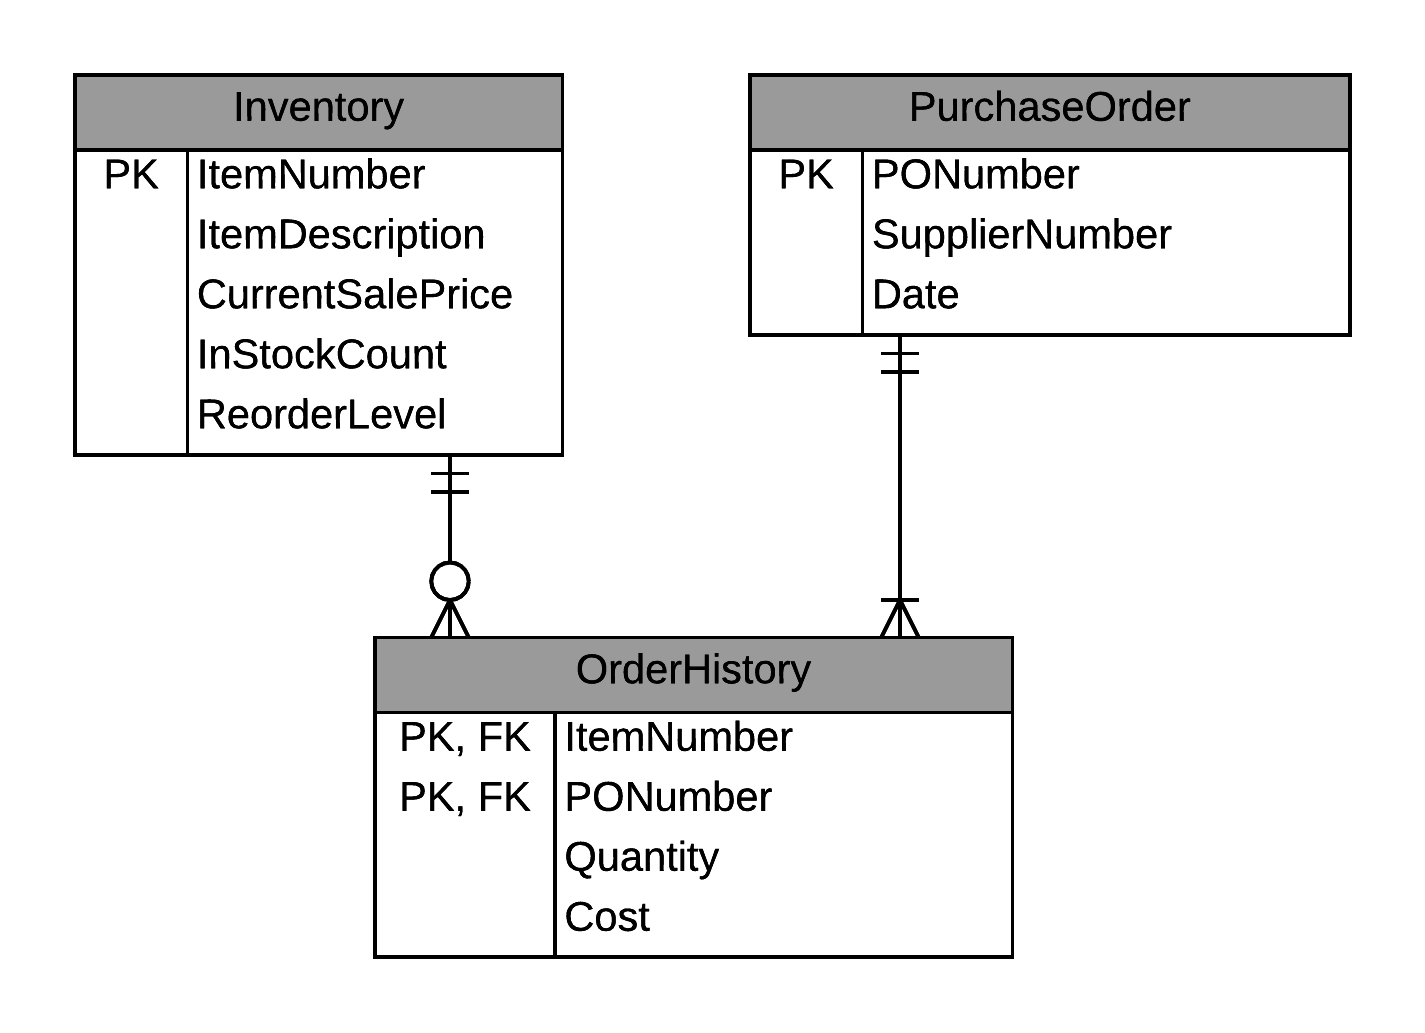 Inventory
PK ItemNumber
ItemDescription
CurrentSalePrice
InStockCount
ReorderLevel
PurchaseOrder
PK PONumber
SupplierNumber
Date
OrderHistory
PK, FK ItemNumber
PK, FK PONumber
Quantity
Cost